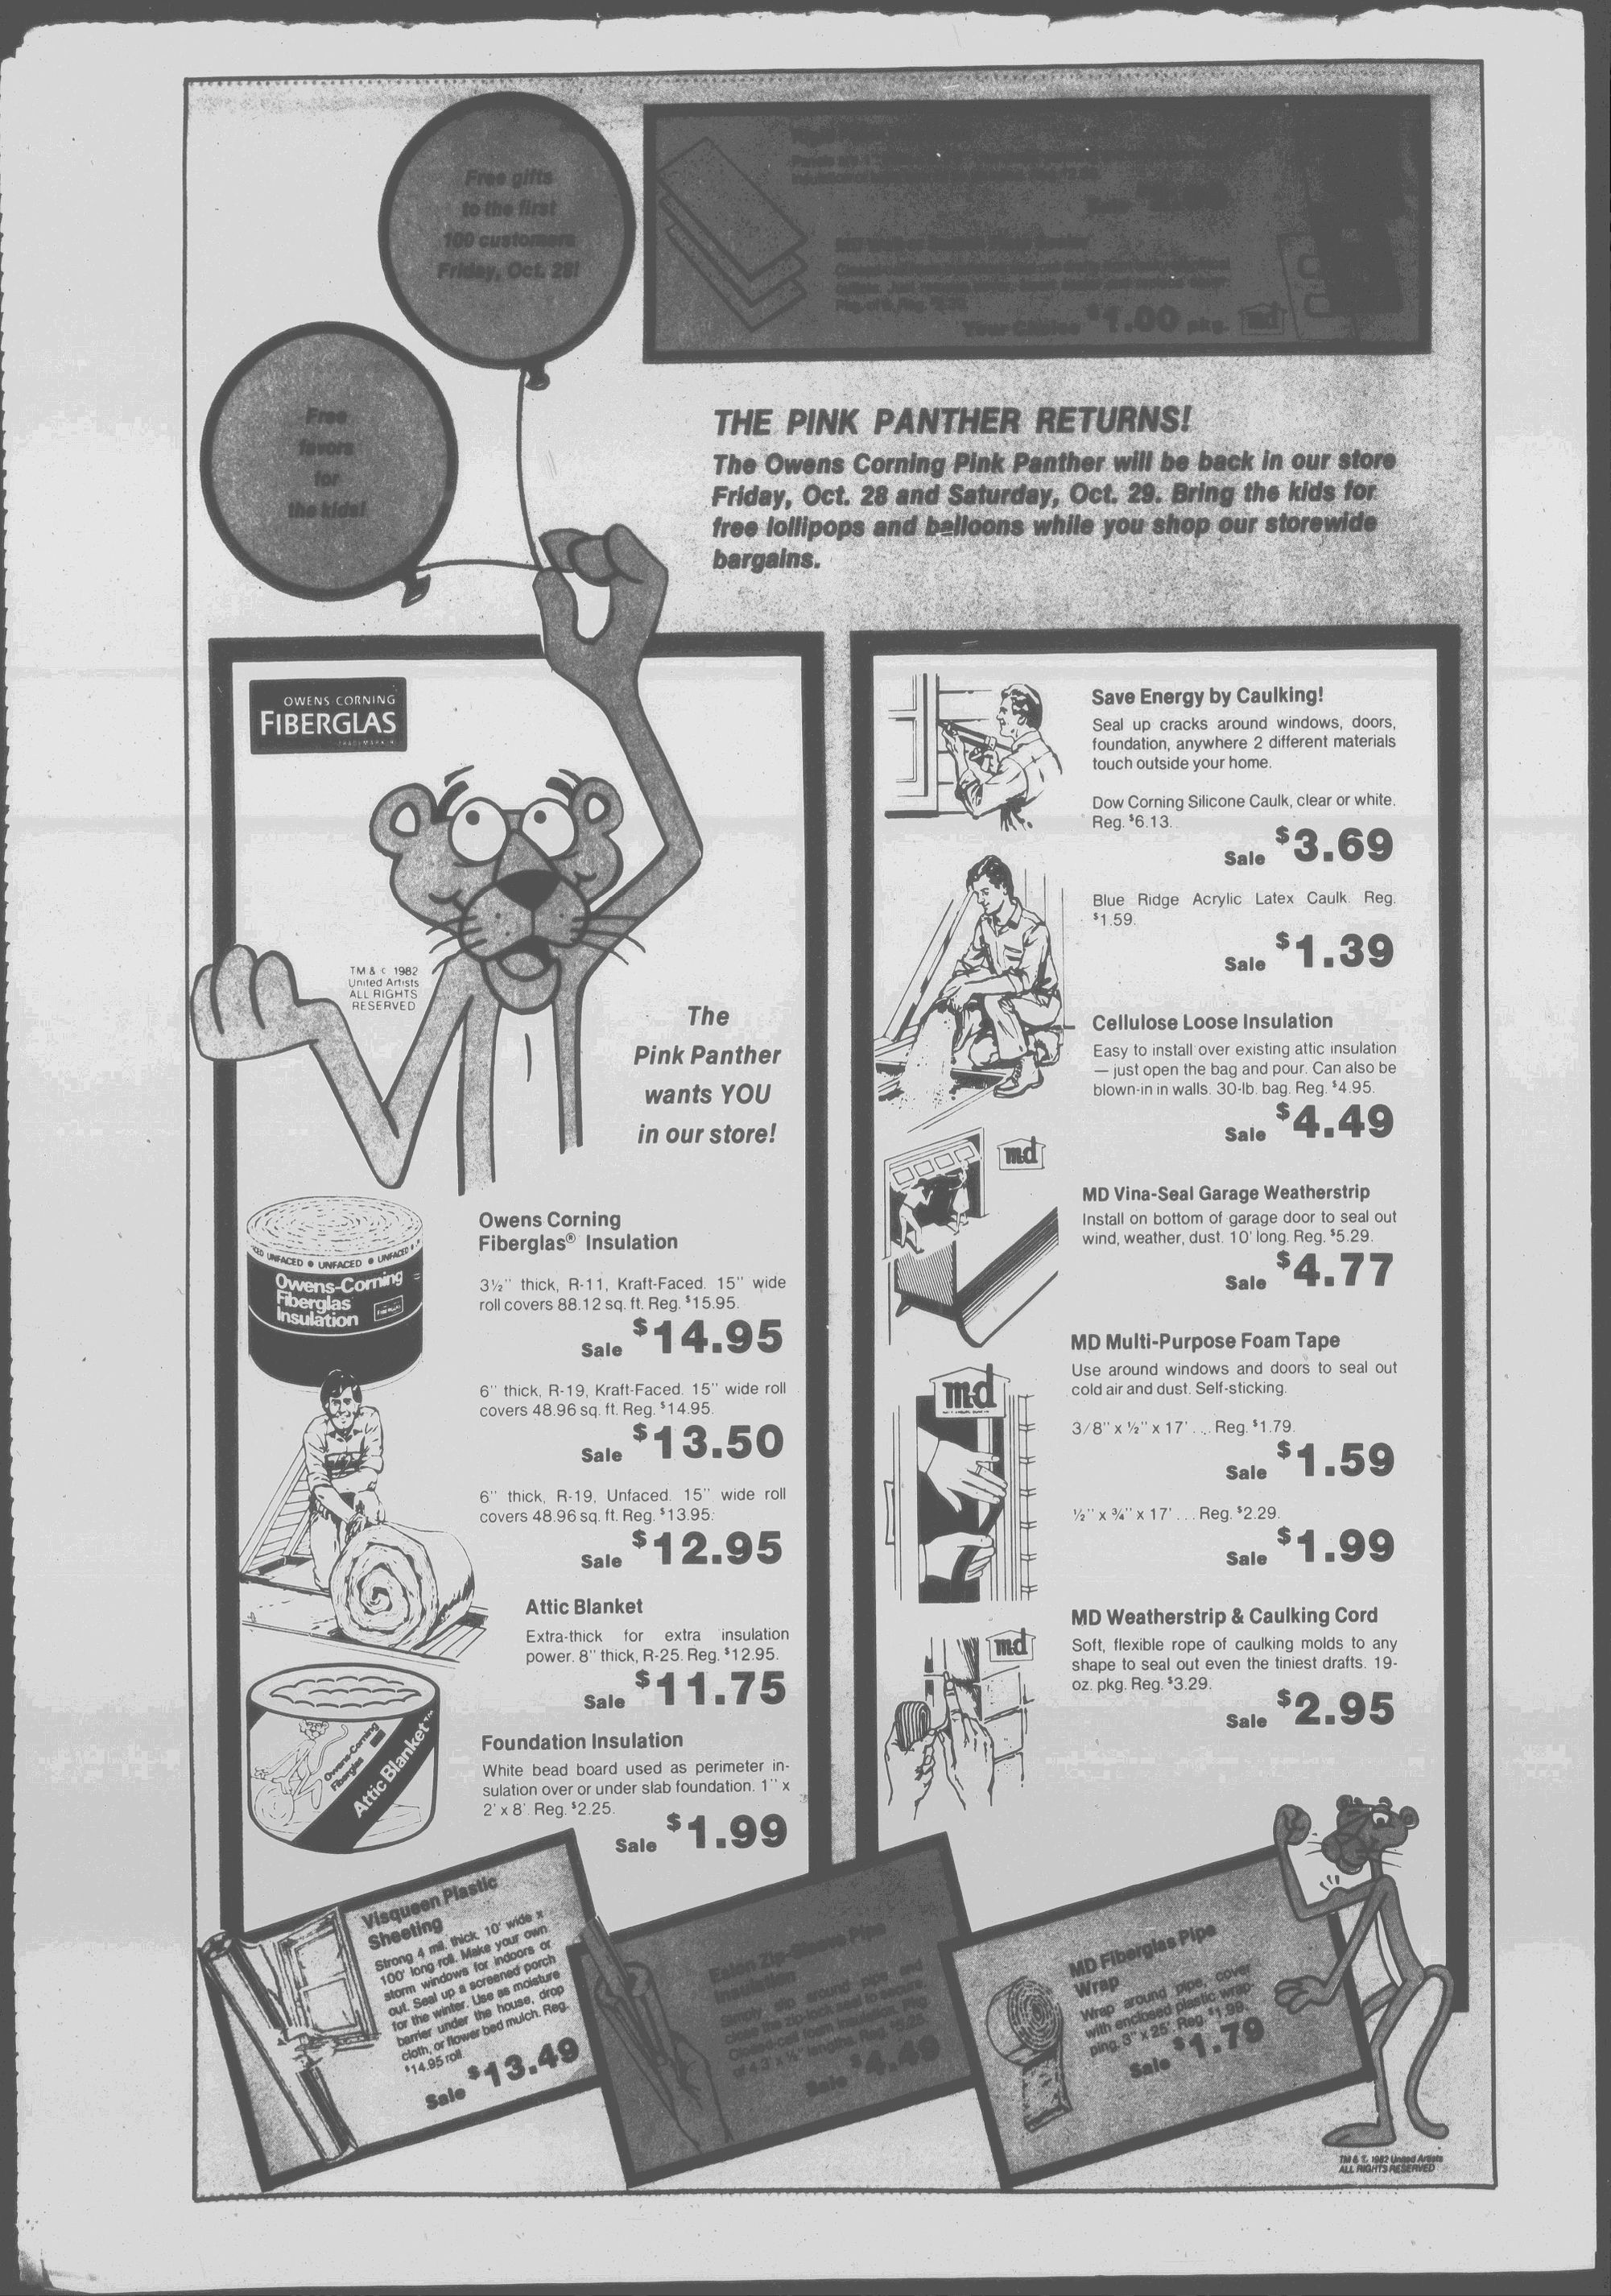 Free gifts
to the first
100 customers
Friday, Oct. 28!
Free
favors
for
the kids!
Your Choice $1.00 pkg.
md
THE PINK PANTHER RETURNS!
The Owens Corning Pink Panther will be back in our store
Friday, Oct. 28 and Saturday, Oct. 29. Bring the kids for
free lollipops and balloons while you shop our storewide
bargains.
OWENS CORNING
FIBERGLAS
TM & © 1982
United Artists
ALL RIGHTS
RESERVED
The
Pink Panther
wants YOU
in our store!
UNFACED • UNFACED • UNFACED
Owens-Corning
Fiberglas
Insulation
Owens Corning
Fiberglas® Insulation
3½" thick, R-11, Kraft-Faced. 15" wide
roll covers 88.12 sq. ft. Reg. $15.95.
Sale $14.95
6" thick, R-19, Kraft-Faced. 15" wide roll
covers 48.96 sq. ft. Reg. $14.95.
Sale $13.50
6" thick, R-19, Unfaced. 15" wide roll
covers 48.96 sq. ft. Reg. $13.95.
Sale $12.95
Attic Blanket
Extra-thick for extra insulation
power. 8" thick, R-25. Reg. $12.95.
Sale $11.75
Owens-Corning
Fiberglas
Attic Blanket™
Foundation Insulation
White bead board used as perimeter in-
sulation over or under slab foundation. 1" x
2' x 8'. Reg. $2.25.
Sale $1.99
Save Energy by Caulking!
Seal up cracks around windows, doors,
foundation, anywhere 2 different materials
touch outside your home.
Dow Corning Silicone Caulk, clear or white.
Reg. $6.13.
Sale $3.69
Blue Ridge Acrylic Latex Caulk. Reg.
$1.59.
Sale $1.39
Cellulose Loose Insulation
Easy to install over existing attic insulation
— just open the bag and pour. Can also be
blown-in in walls. 30-lb. bag. Reg. $4.95.
Sale $4.49
md
MD Vina-Seal Garage Weatherstrip
Install on bottom of garage door to seal out
wind, weather, dust. 10' long. Reg. $5.29.
Sale $4.77
md
MD Multi-Purpose Foam Tape
Use around windows and doors to seal out
cold air and dust. Self-sticking.
3/8" x ½" x 17' ... Reg. $1.79.
Sale $1.59
½" x ¾" x 17' ... Reg. $2.29.
Sale $1.99
md
MD Weatherstrip & Caulking Cord
Soft, flexible rope of caulking molds to any
shape to seal out even the tiniest drafts. 19-
oz. pkg. Reg. $3.29.
Sale $2.95
Visqueen Plastic
Sheeting
Strong 4 mil. thick. 10' wide x
100' long roll. Make your own
storm windows for indoors or
out. Seal up a screened porch
for the winter. Use as moisture
barrier under the house, drop
cloth, or flower bed mulch. Reg.
$14.95 roll.
Sale $13.49
Insulation
Sale
MD Fiberglas Pipe
Wrap
Wrap around pipe, cover
with enclosed plastic wrap-
ping. 3" x 25'. Reg. $1.99.
Sale $1.79
TM & © 1982 United Artists
ALL RIGHTS RESERVED